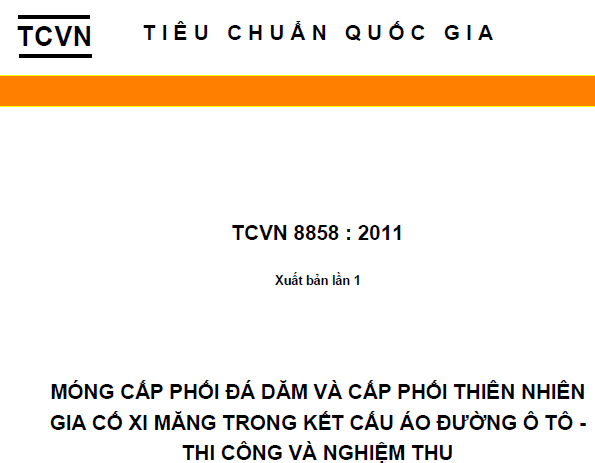 TCVN
TIÊU CHUẨN QUỐC GIA
TCVN 8858 : 2011
Xuất bản lần 1
MÓNG CẤP PHỐI ĐÁ DĂM VÀ CẤP PHỐI THIÊN NHIÊN
GIA CỐ XI MĂNG TRONG KẾT CẤU ÁO ĐƯỜNG Ô TÔ -
THI CÔNG VÀ NGHIỆM THU